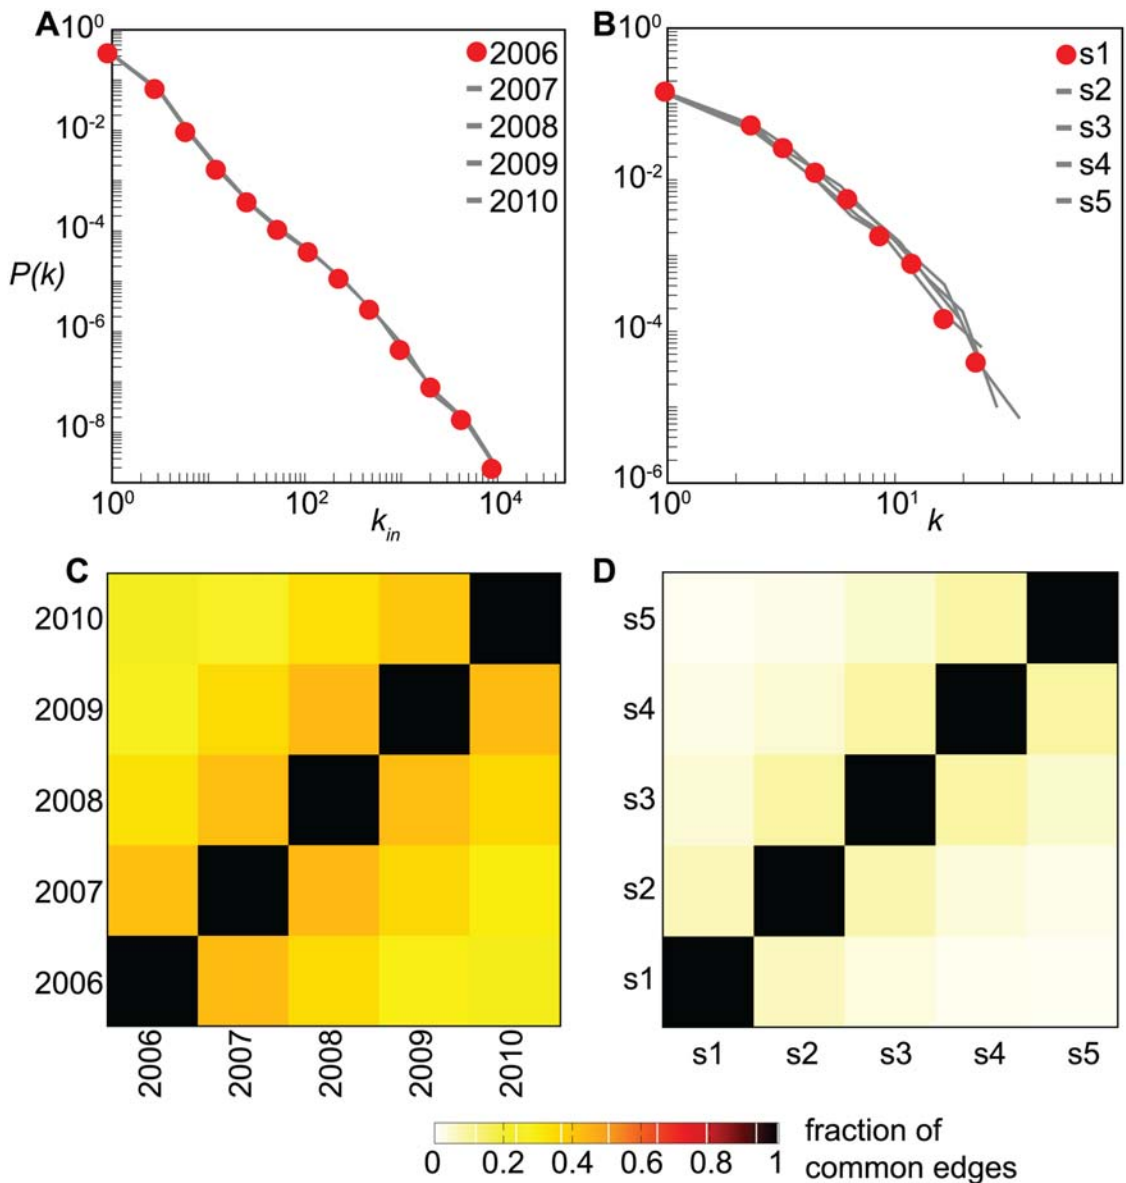 A
10⁰
10⁻²
10⁻⁴
P(k)
10⁻⁶
10⁻⁸
2006
2007
2008
2009
2010
10⁰ 10² 10⁴
k_in
B
10⁰
10⁻²
10⁻⁴
10⁻⁶
s1
s2
s3
s4
s5
10⁰ 10¹
k
C
2010
2009
2008
2007
2006
2006 2007 2008 2009 2010
D
s5
s4
s3
s2
s1
s1 s2 s3 s4 s5
0 0.2 0.4 0.6 0.8 1
fraction of
common edges